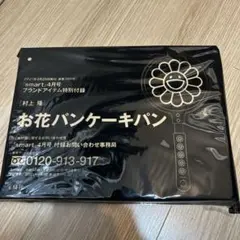 「smart」4月号
ブランドアイテム特別付録
「村上 隆
お花パンケーキパン
「smart」4月号 付録お問い合わせ事務局
0120-913-917